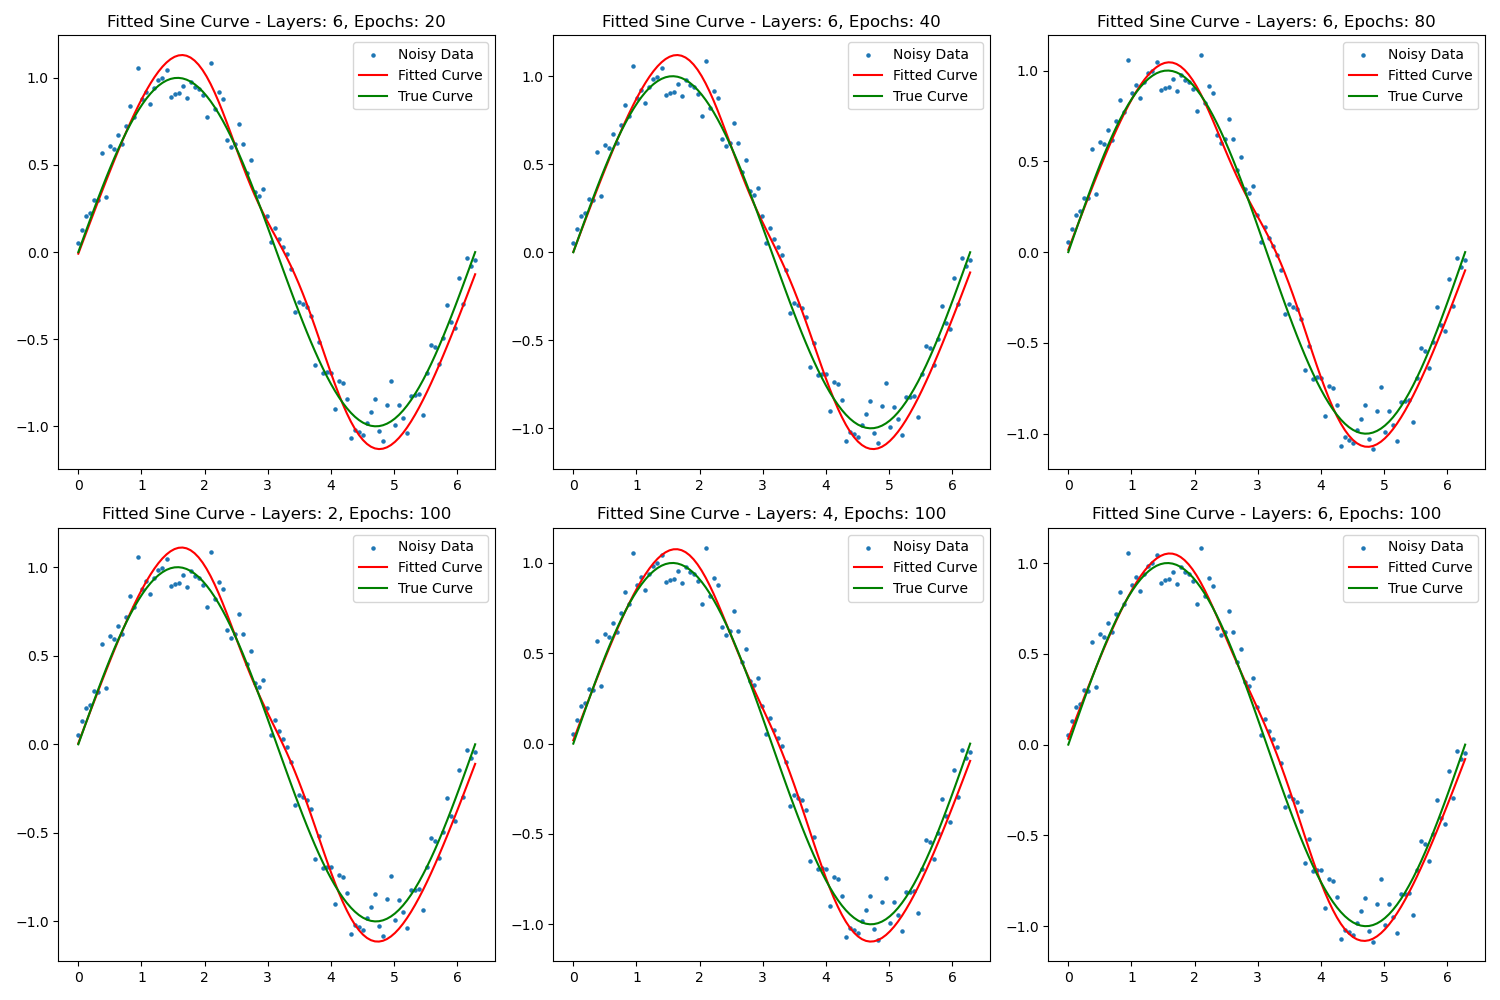 Fitted Sine Curve - Layers: 6, Epochs: 20
Noisy Data
Fitted Curve
True Curve
1.0
0.5
0.0
−0.5
−1.0
0 1 2 3 4 5 6
Fitted Sine Curve - Layers: 6, Epochs: 40
Noisy Data
Fitted Curve
True Curve
1.0
0.5
0.0
−0.5
−1.0
0 1 2 3 4 5 6
Fitted Sine Curve - Layers: 6, Epochs: 80
Noisy Data
Fitted Curve
True Curve
1.0
0.5
0.0
−0.5
−1.0
0 1 2 3 4 5 6
Fitted Sine Curve - Layers: 2, Epochs: 100
Noisy Data
Fitted Curve
True Curve
1.0
0.5
0.0
−0.5
−1.0
0 1 2 3 4 5 6
Fitted Sine Curve - Layers: 4, Epochs: 100
Noisy Data
Fitted Curve
True Curve
1.0
0.5
0.0
−0.5
−1.0
0 1 2 3 4 5 6
Fitted Sine Curve - Layers: 6, Epochs: 100
Noisy Data
Fitted Curve
True Curve
1.0
0.5
0.0
−0.5
−1.0
0 1 2 3 4 5 6